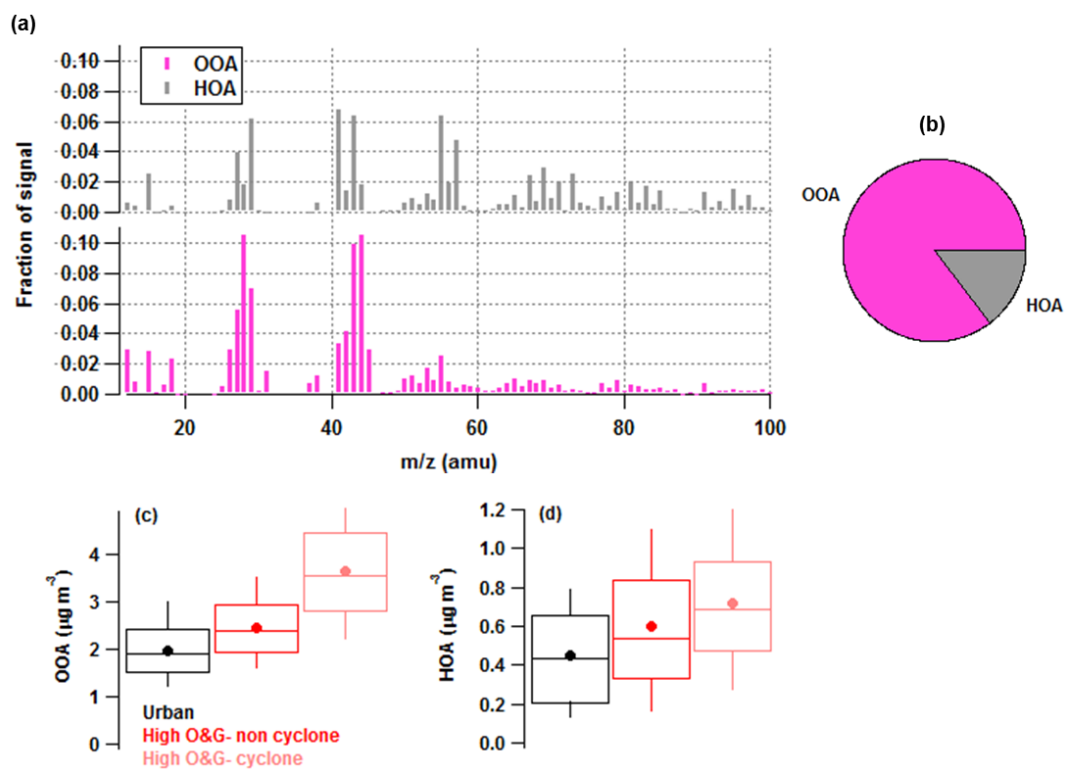 (a)
OOA
HOA
0.10
0.08
0.06
0.04
0.02
0.00
0.10
0.08
0.06
0.04
0.02
0.00
Fraction of signal
20 40 60 80 100
m/z (amu)
(b)
OOA
HOA
(c)
4
3
2
1
0
OOA (µg m-3)
Urban
High O&G- non cyclone
High O&G- cyclone
(d)
1.2
1.0
0.8
0.6
0.4
0.2
0.0
HOA (µg m-3)